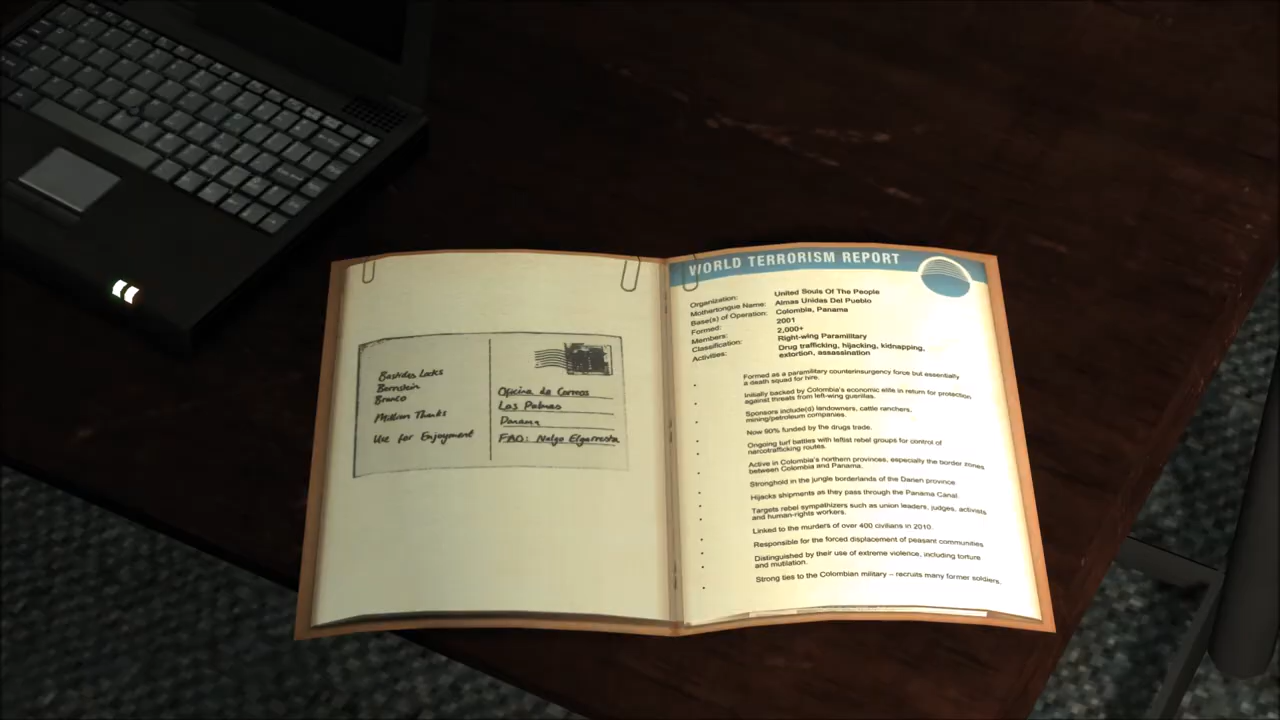 Bastides Locks
Bernstein
Branco
Million Thanks
Use for Enjoyment
Oficina de Correos
Las Palmas
Panama
FAO: Nulgo Elgarresta
WORLD TERRORISM REPORT
Organization: United Souls Of The People
Mothertongue Name: Almas Unidas Del Pueblo
Base(s) of Operation: Colombia, Panama
Formed: 2001
Members: 2,000+
Classification: Right-wing Paramilitary
Activities: Drug trafficking, hijacking, kidnapping,
extortion, assassination
Formed as a paramilitary counterinsurgency force but essentially
a death squad for hire.
Initially backed by Colombia's economic elite in return for protection
against threats from left-wing guerillas.
Sponsors include(d) landowners, cattle ranchers,
mining/petroleum companies.
Now 90% funded by the drugs trade.
Ongoing turf battles with leftist rebel groups for control of
narcotrafficking routes.
Active in Colombia's northern provinces, especially the border zones
between Colombia and Panama.
Stronghold in the jungle borderlands of the Darien province
Hijacks shipments as they pass through the Panama Canal.
Targets rebel sympathizers such as union leaders, judges, activists
and human-rights workers.
Linked to the murders of over 400 civilians in 2010.
Responsible for the forced displacement of peasant communities
Distinguished by their use of extreme violence, including torture
and mutilation.
Strong ties to the Colombian military – recruits many former soldiers.